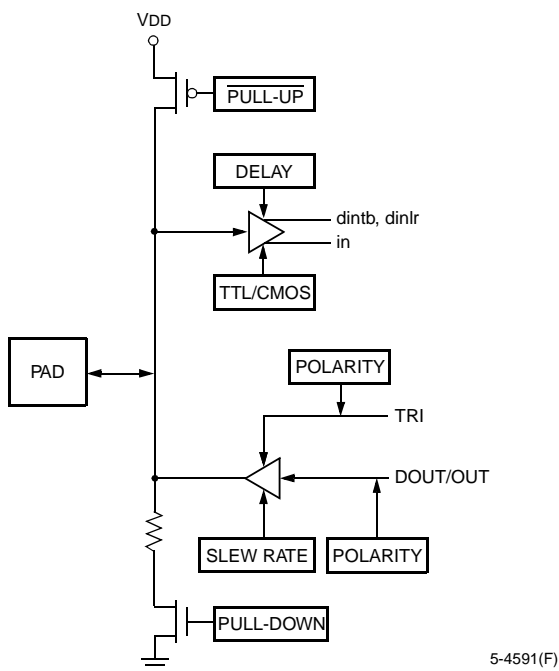 VDD
PULL-UP
DELAY
dintb, dinlr
in
TTL/CMOS
PAD
POLARITY
TRI
DOUT/OUT
SLEW RATE
POLARITY
PULL-DOWN
5-4591(F)